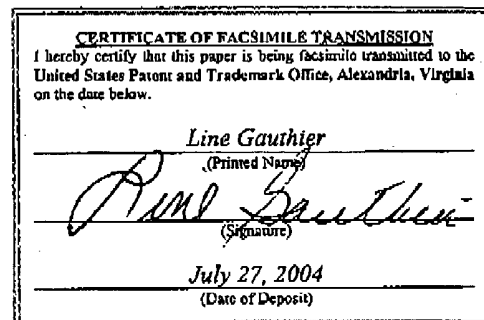 CERTIFICATE OF FACSIMILE TRANSMISSION
I hereby certify that this paper is being facsimile transmitted to the
United States Patent and Trademark Office, Alexandria, Virginia
on the date below.
Line Gauthier
(Printed Name)
Line Gauthier
(Signature)
July 27, 2004
(Date of Deposit)